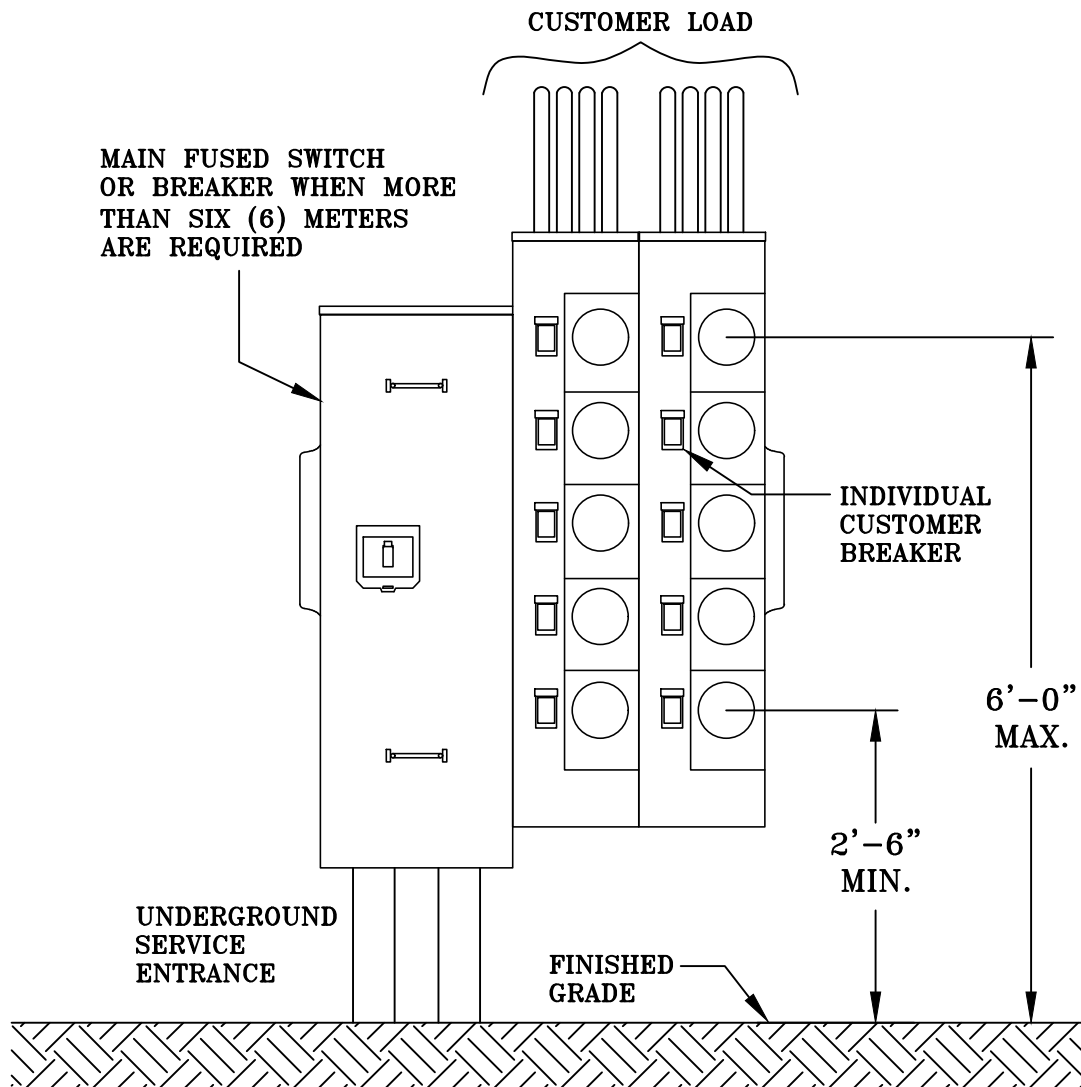 CUSTOMER LOAD
MAIN FUSED SWITCH
OR BREAKER WHEN MORE
THAN SIX (6) METERS
ARE REQUIRED
INDIVIDUAL
CUSTOMER
BREAKER
6'-0"
MAX.
2'-6"
MIN.
UNDERGROUND
SERVICE
ENTRANCE
FINISHED
GRADE